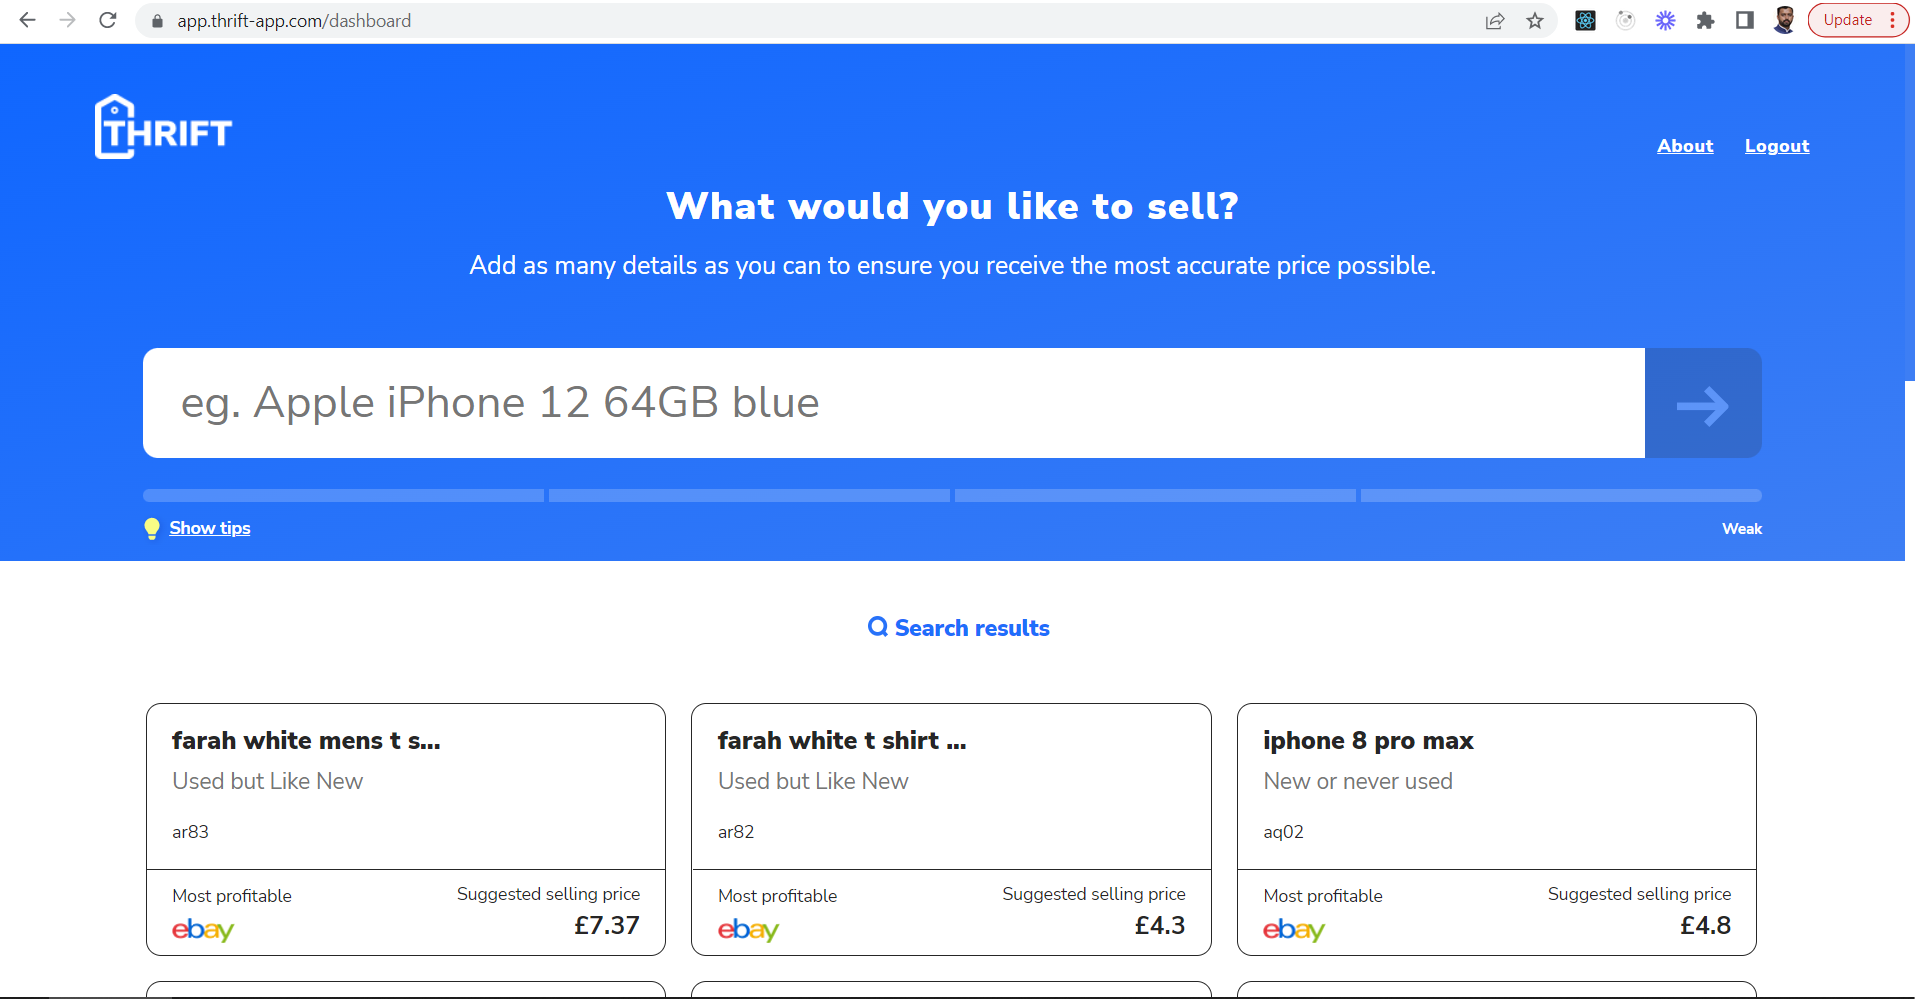 app.thrift-app.com/dashboard
Update
THRIFT
About Logout
What would you like to sell?
Add as many details as you can to ensure you receive the most accurate price possible.
eg. Apple iPhone 12 64GB blue
Show tips
Weak
Search results
farah white mens t s...
Used but Like New
ar83
Most profitable
Suggested selling price
ebay
£7.37
farah white t shirt ...
Used but Like New
ar82
Most profitable
Suggested selling price
ebay
£4.3
iphone 8 pro max
New or never used
aq02
Most profitable
Suggested selling price
ebay
£4.8